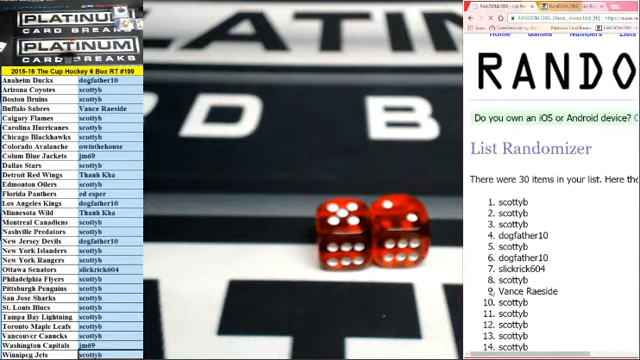 PLATINUM
CARD BREAKS
PLATINUM
CARD BREAKS
2015-16 The Cup Hockey 6 Box RT #199
Anaheim Ducks dogfather10
Arizona Coyotes scottyb
Boston Bruins scottyb
Buffalo Sabres Vance Raeside
Calgary Flames scottyb
Carolina Hurricanes scottyb
Chicago Blackhawks scottyb
Colorado Avalanche owinthehouse
Colum Blue Jackets jm69
Dallas Stars scottyb
Detroit Red Wings Thanh Kha
Edmonton Oilers scottyb
Florida Panthers ed esper
Los Angeles Kings dogfather10
Minnesota Wild Thanh Kha
Montreal Canadiens scottyb
Nashville Predators scottyb
New Jersey Devils dogfather10
New York Islanders scottyb
New York Rangers scottyb
Ottawa Senators slickrick604
Philadelphia Flyers scottyb
Pittsburgh Penguins scottyb
San Jose Sharks scottyb
St. Louis Blues scottyb
Tampa Bay Lightning scottyb
Toronto Maple Leafs scottyb
Vancouver Canucks scottyb
Washington Capitals jm69
Winnipeg Jets scottyb
PLATIN
D B
Home Games Numbers Lists
RANDO
Do you own an iOS or Android device?
List Randomizer
There were 30 items in your list. Here the
1. scottyb
2. scottyb
3. scottyb
4. dogfather10
5. scottyb
6. dogfather10
7. slickrick604
8. scottyb
9. Vance Raeside
10. scottyb
11. scottyb
12. scottyb
13. scottyb
14. scottyb